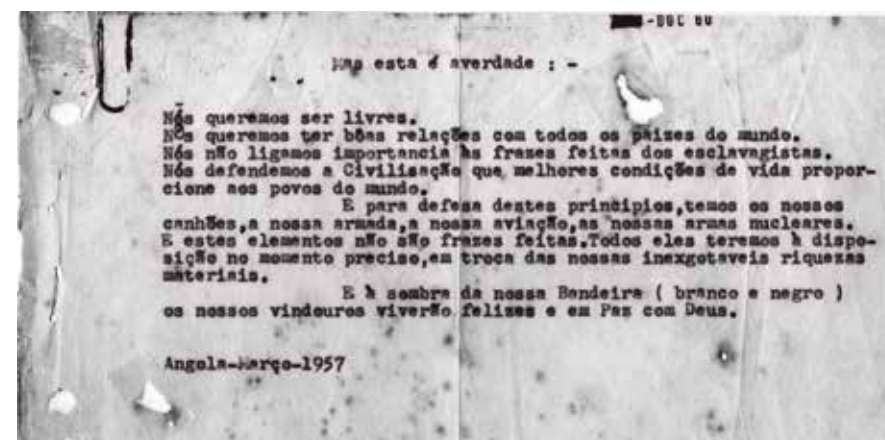 -DEC 60
Mas esta é averdade : -
Nós queremos ser livres.
Nós queremos ter bôas relações com todos os paizes do mundo.
Nós não ligamos importancia às frases feitas dos esclavagistas.
Nós defendemos a Civilisação que melhores condições de vida propor-
cione aos povos do mundo.
E para defesa destes principios,temos os nossos
canhões,a nossa armada,a nossa aviação,as nossas armas nucleares.
E estes elementos não são frazes feitas.Todos eles teremos à dispo-
sição no momento preciso,em troca das nossas inexgotaveis riquezas
materiais.
E à sombra da nossa Bandeira ( branco e negro )
os nossos vindouros viverão felizes e em Paz com Deus.
Angola-Março-1957